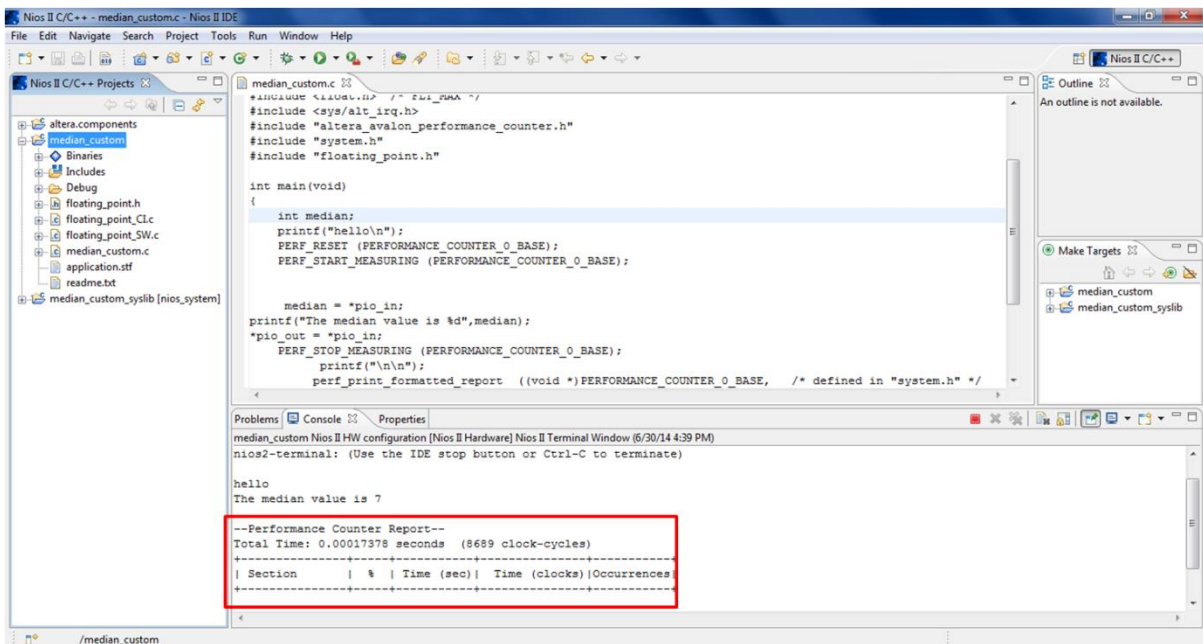 Nios II C/C++ - median_custom.c - Nios II IDE
File Edit Navigate Search Project Tools Run Window Help
Nios II C/C++
Nios II C/C++ Projects
altera.components
median_custom
Binaries
Includes
Debug
floating_point.h
floating_point_CI.c
floating_point_SW.c
median_custom.c
application.stf
readme.txt
median_custom_syslib [nios_system]
median_custom.c
#include <float.h> /* FLT_MAX */
#include <sys/alt_irq.h>
#include "altera_avalon_performance_counter.h"
#include "system.h"
#include "floating_point.h"
int main(void)
{
int median;
printf("hello\n");
PERF_RESET (PERFORMANCE_COUNTER_0_BASE);
PERF_START_MEASURING (PERFORMANCE_COUNTER_0_BASE);
median = *pio_in;
printf("The median value is %d",median);
*pio_out = *pio_in;
PERF_STOP_MEASURING (PERFORMANCE_COUNTER_0_BASE);
printf("\n\n");
perf_print_formatted_report ((void *)PERFORMANCE_COUNTER_0_BASE, /* defined in "system.h" */
Outline
An outline is not available.
Make Targets
median_custom
median_custom_syslib
Problems Console Properties
median_custom Nios II HW configuration [Nios II Hardware] Nios II Terminal Window (6/30/14 4:39 PM)
nios2-terminal: (Use the IDE stop button or Ctrl-C to terminate)
hello
The median value is 7
--Performance Counter Report--
Total Time: 0.00017378 seconds (8689 clock-cycles)
+---------------+-----+-----------+---------------+-----------+
| Section | % | Time (sec)| Time (clocks)|Occurrences|
+---------------+-----+-----------+---------------+-----------+
/median_custom